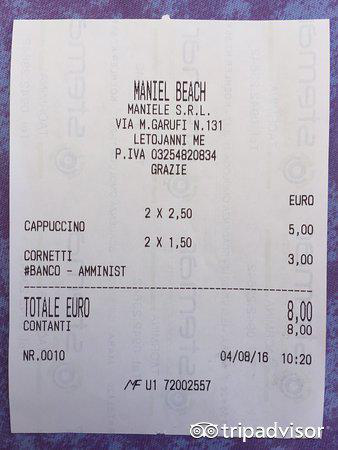 MANIEL BEACH
MANIELE S.R.L.
VIA M.GARUFI N.131
LETOJANNI ME
P.IVA 03254820834
GRAZIE
EURO
2 X 2,50
CAPPUCCINO 5,00
2 X 1,50
CORNETTI 3,00
#BANCO - AMMINIST
TOTALE EURO 8,00
CONTANTI 8,00
NR.0010 04/08/16 10:20
MF U1 72002557
tripadvisor